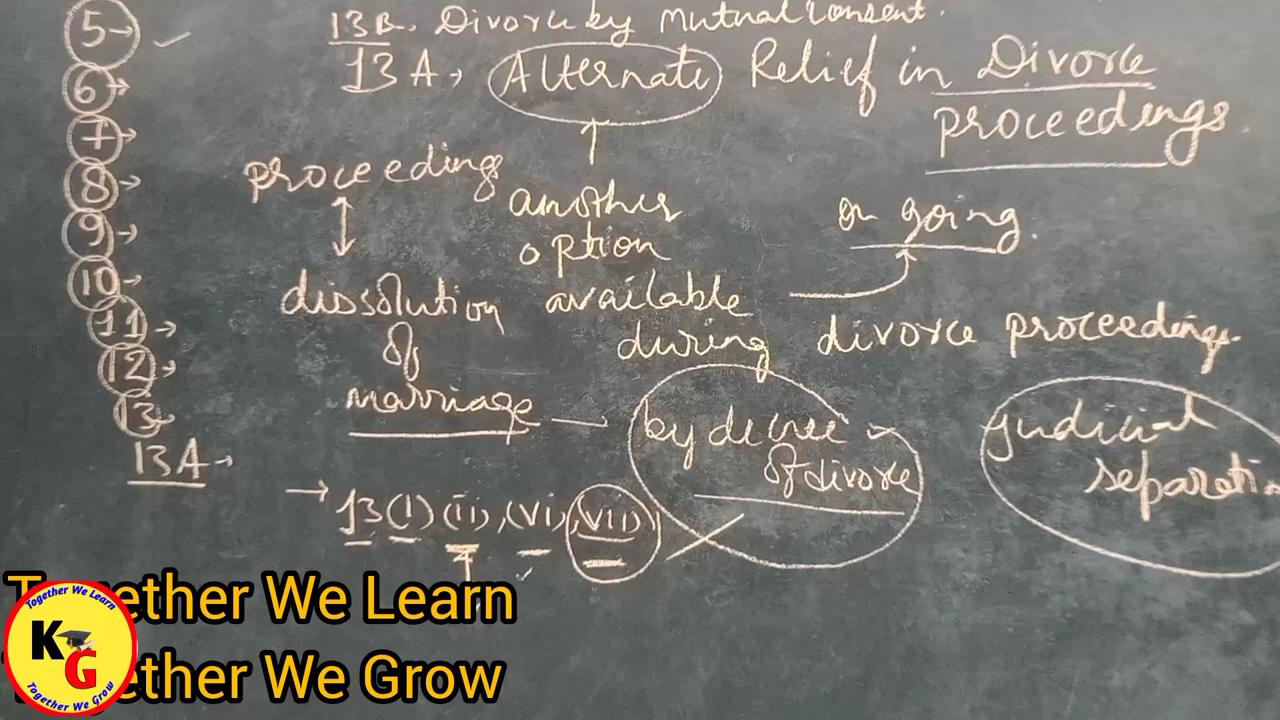 5→
13B. Divorce by Mutual Consent.
13A, Alternate Relief in Divorce
proceedings
6→
7→
8→
9→
10→
11→
12→
13→
13A→
proceedings
dissolution
of
marriage
another
option
available
during divorce proceedings.
on going
by decree
of divorce
judicial
separatin
→ 13(i)(ii),(vi),(vii)
Together We Learn
Together We Grow
Together We Learn
KG
Together We Grow